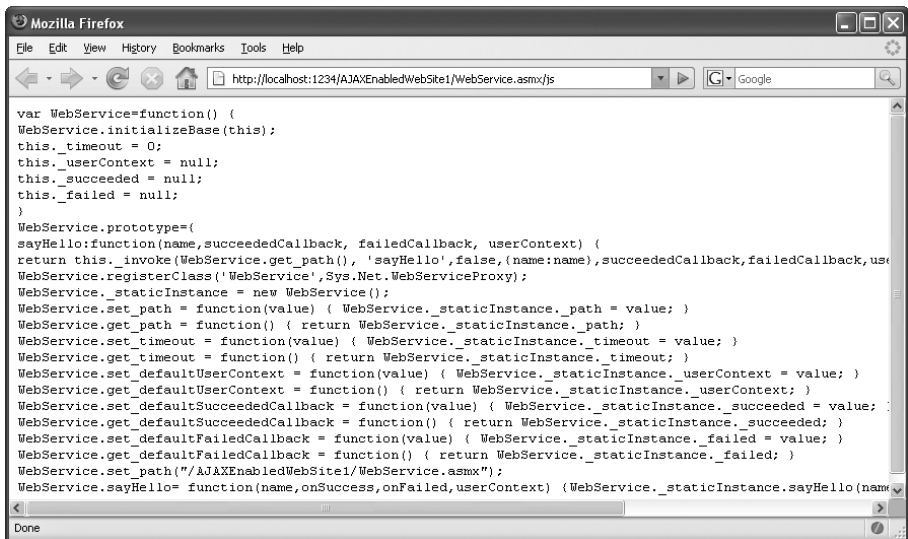 Mozilla Firefox
File Edit View History Bookmarks Tools Help
http://localhost:1234/AJAXEnabledWebSite1/WebService.asmx/js
G Google
var WebService=function() {
WebService.initializeBase(this);
this._timeout = 0;
this._userContext = null;
this._succeeded = null;
this._failed = null;
}
WebService.prototype={
sayHello:function(name,succeededCallback, failedCallback, userContext) {
return this._invoke(WebService.get_path(), 'sayHello',false,{name:name},succeededCallback,failedCallback,use
WebService.registerClass('WebService',Sys.Net.WebServiceProxy);
WebService._staticInstance = new WebService();
WebService.set_path = function(value) { WebService._staticInstance._path = value; }
WebService.get_path = function() { return WebService._staticInstance._path; }
WebService.set_timeout = function(value) { WebService._staticInstance._timeout = value; }
WebService.get_timeout = function() { return WebService._staticInstance._timeout; }
WebService.set_defaultUserContext = function(value) { WebService._staticInstance._userContext = value; }
WebService.get_defaultUserContext = function() { return WebService._staticInstance._userContext; }
WebService.set_defaultSucceededCallback = function(value) { WebService._staticInstance._succeeded = value; }
WebService.get_defaultSucceededCallback = function() { return WebService._staticInstance._succeeded; }
WebService.set_defaultFailedCallback = function(value) { WebService._staticInstance._failed = value; }
WebService.get_defaultFailedCallback = function() { return WebService._staticInstance._failed; }
WebService.set_path("/AJAXEnabledWebSite1/WebService.asmx");
WebService.sayHello= function(name,onSuccess,onFailed,userContext) {WebService._staticInstance.sayHello(name
Done